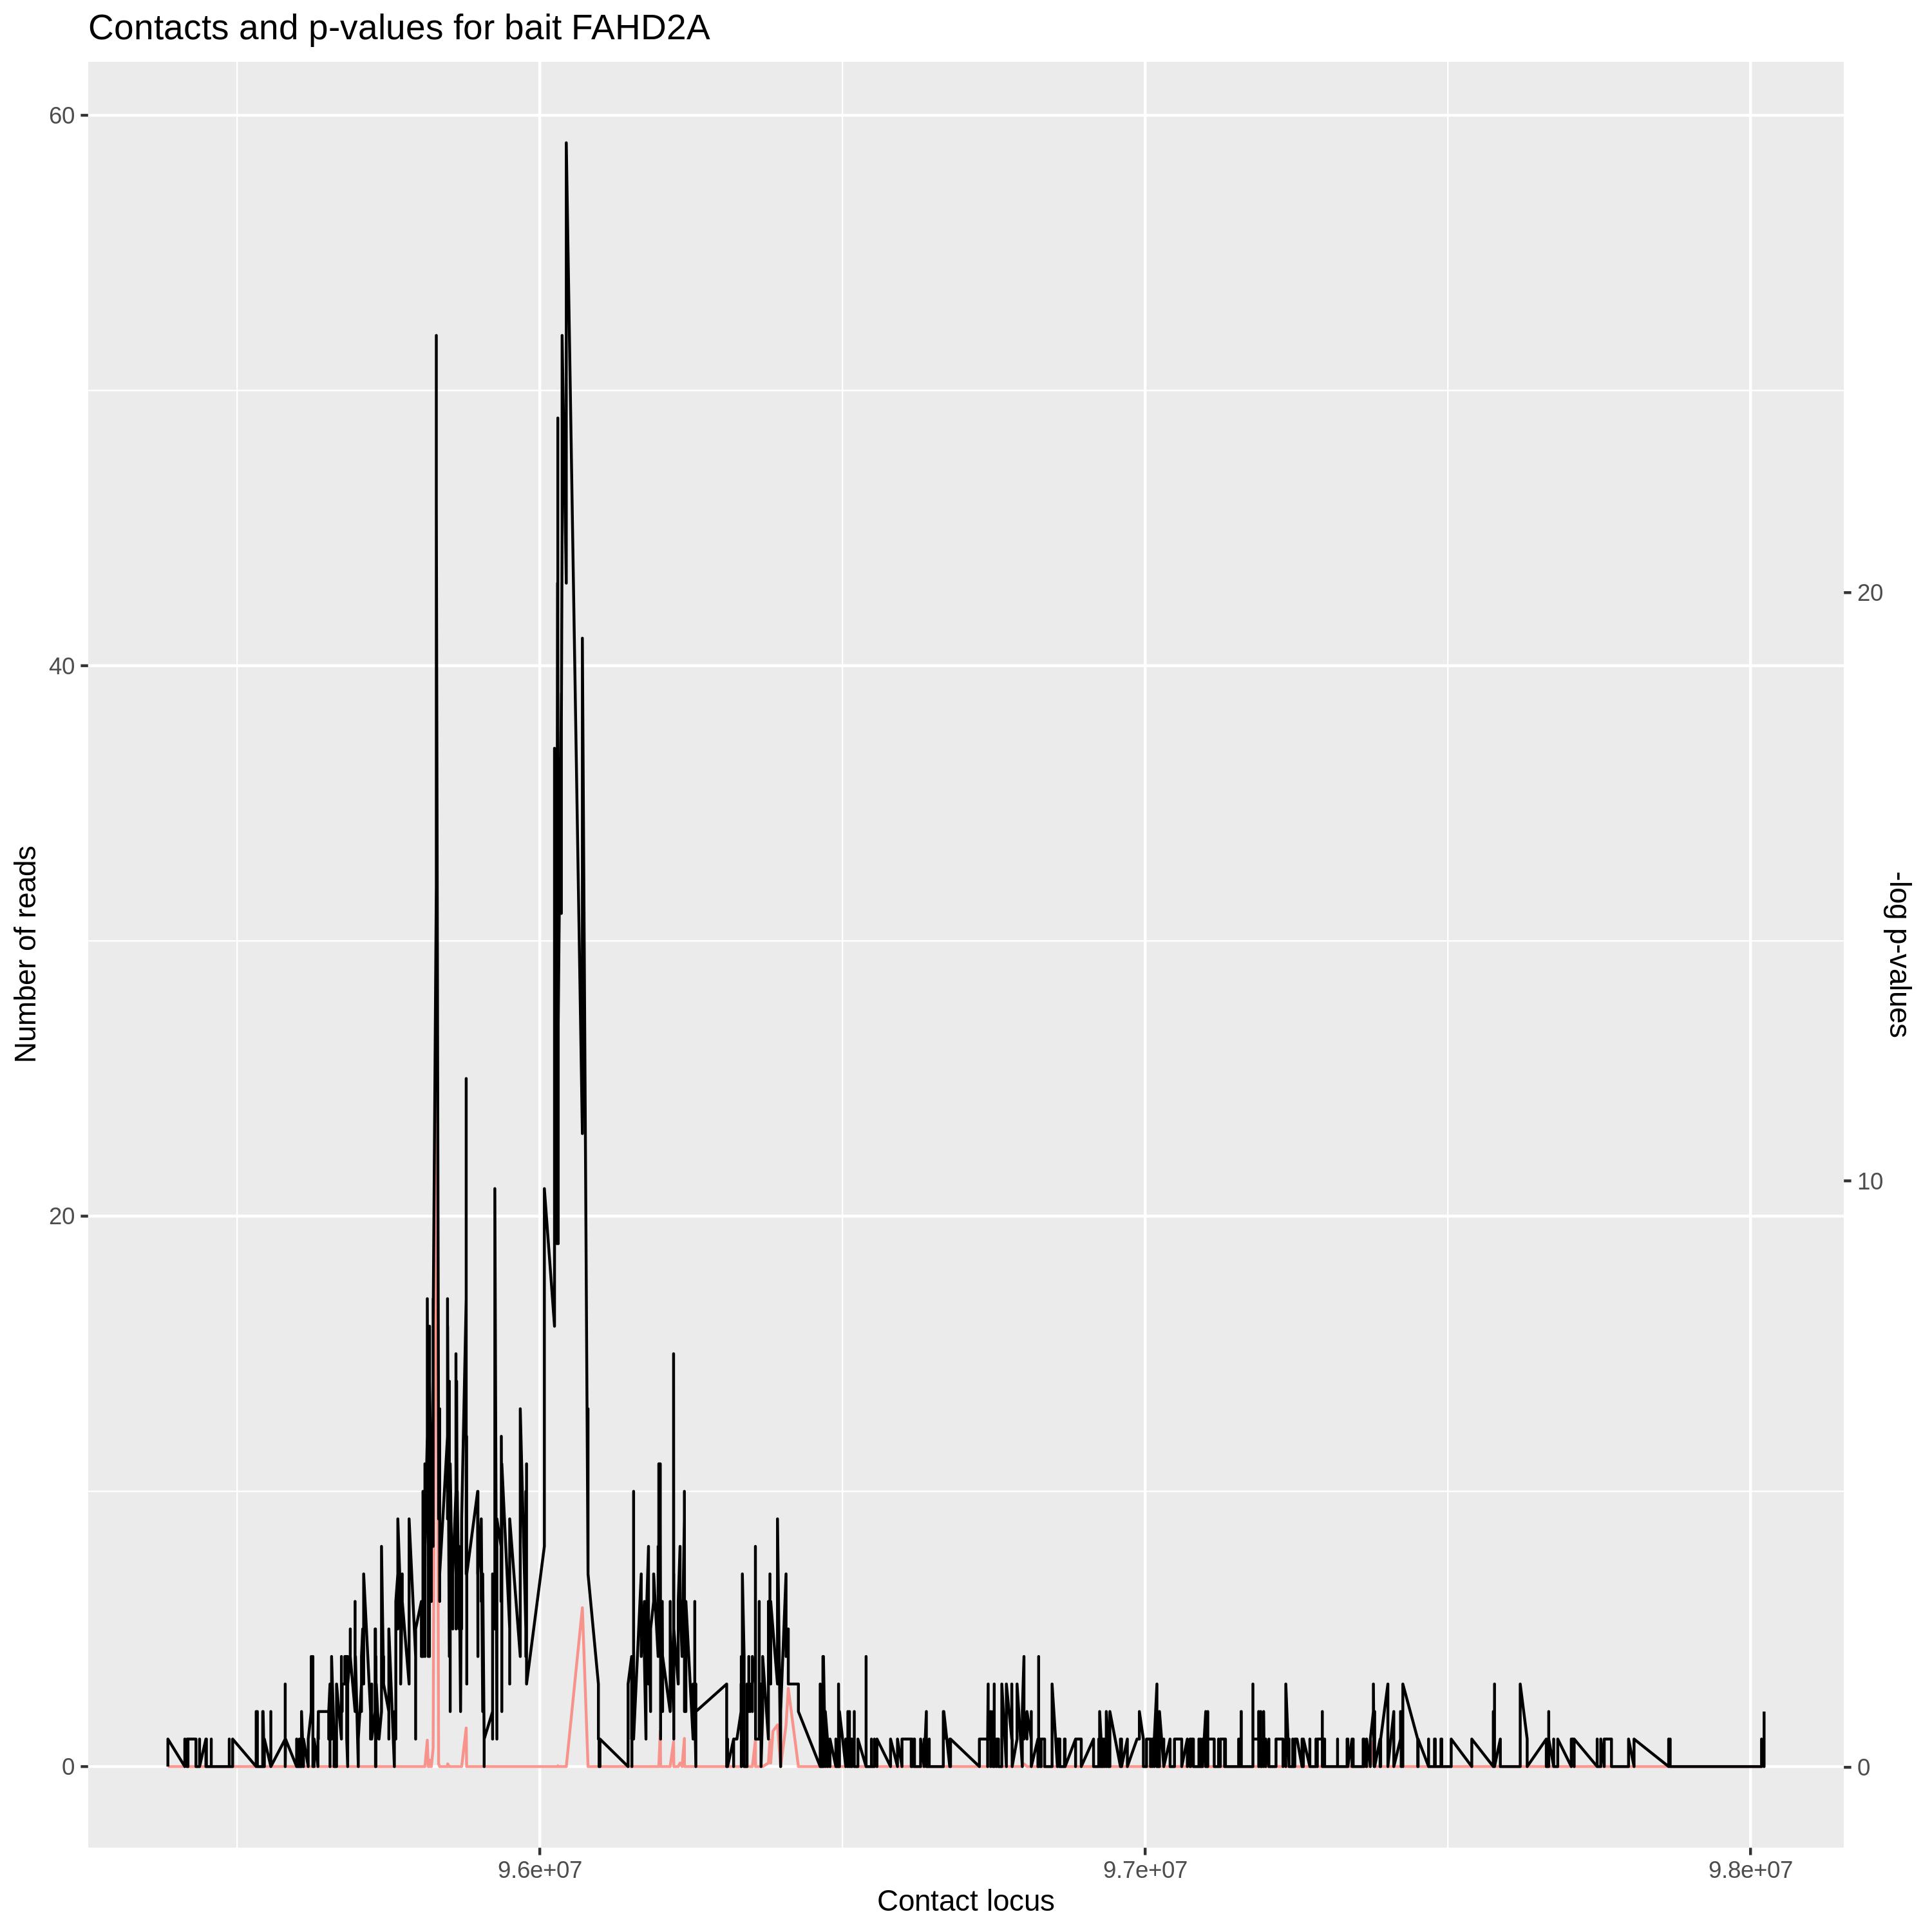 Contacts and p-values for bait FAHD2A
60
40
20
0
Number of reads
20
10
0
-log p-values
9.6e+07
9.7e+07
9.8e+07
Contact locus